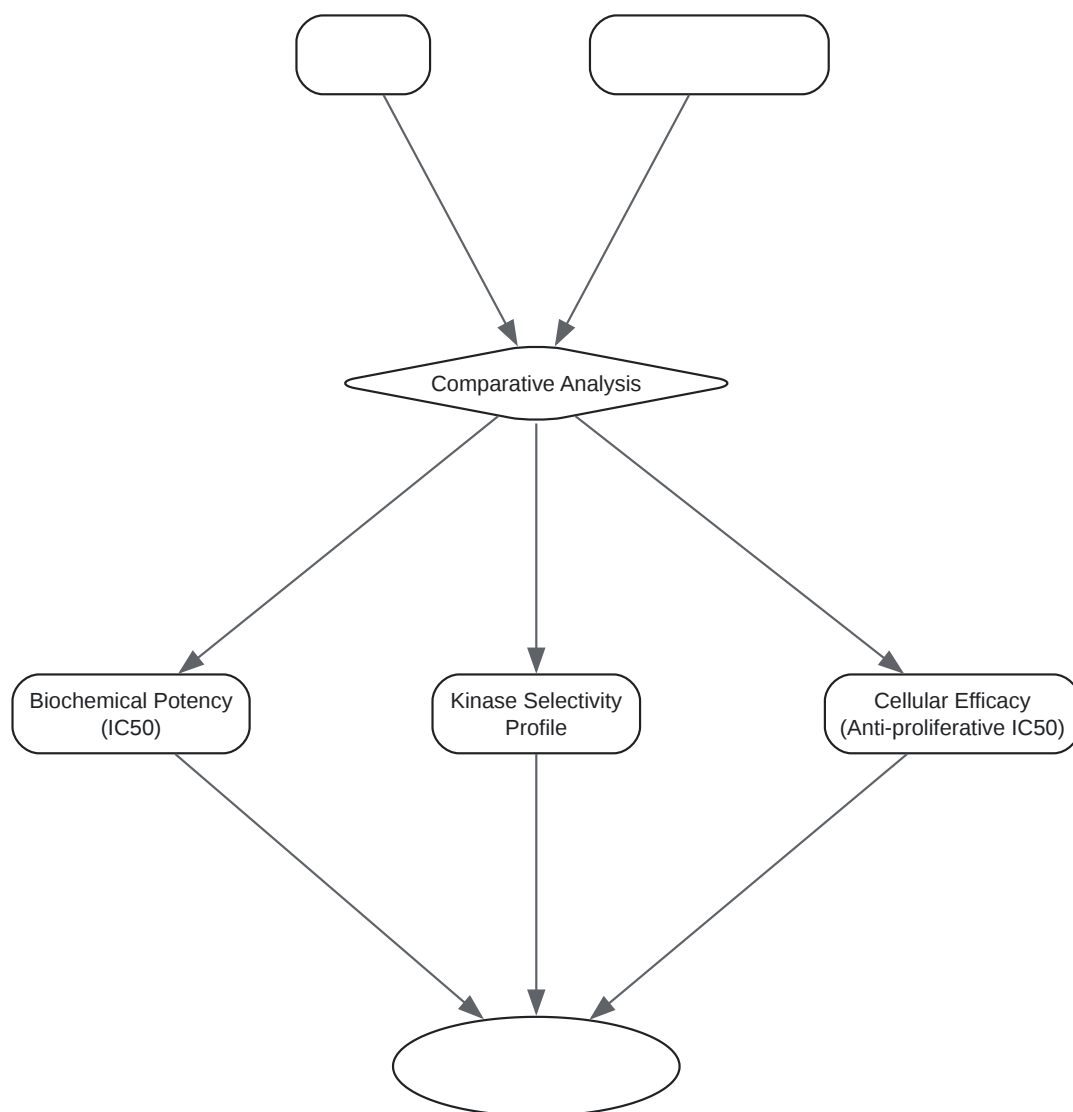 Comparative Analysis
Biochemical Potency
(IC50)
Kinase Selectivity
Profile
Cellular Efficacy
(Anti-proliferative IC50)